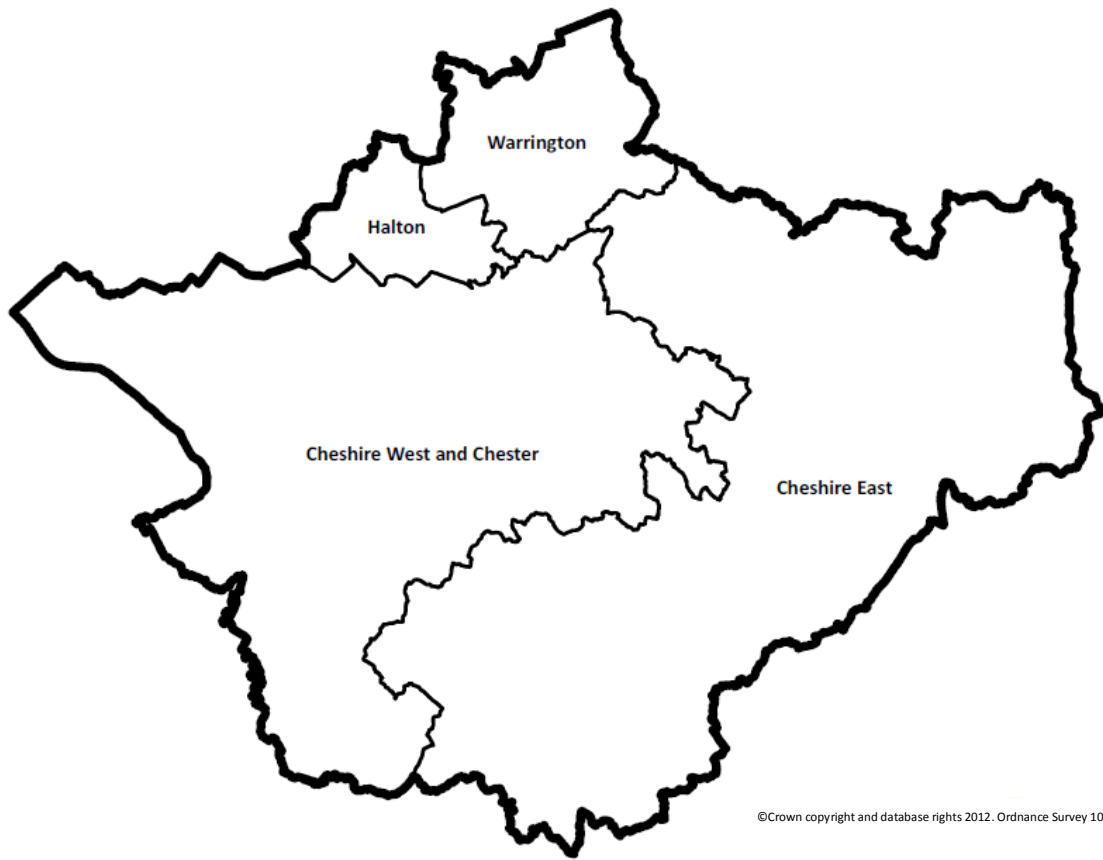 Warrington
Halton
Cheshire West and Chester
Cheshire East
©Crown copyright and database rights 2012. Ordnance Survey 10